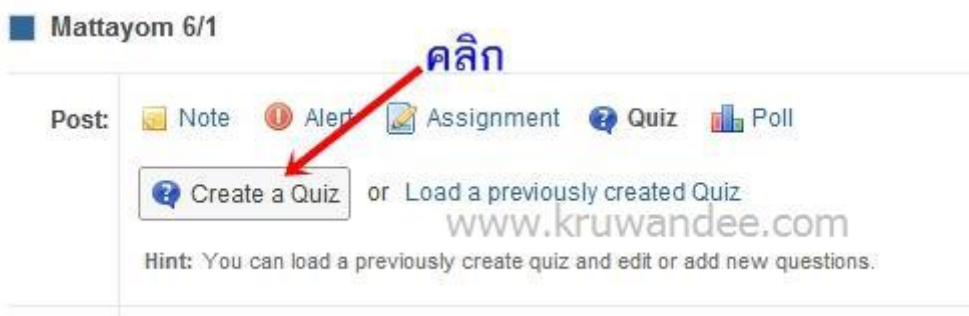 Mattayom 6/1
คลิก
Post: Note Alert Assignment Quiz Poll
Create a Quiz or Load a previously created Quiz
www.kruwandee.com
Hint: You can load a previously create quiz and edit or add new questions.